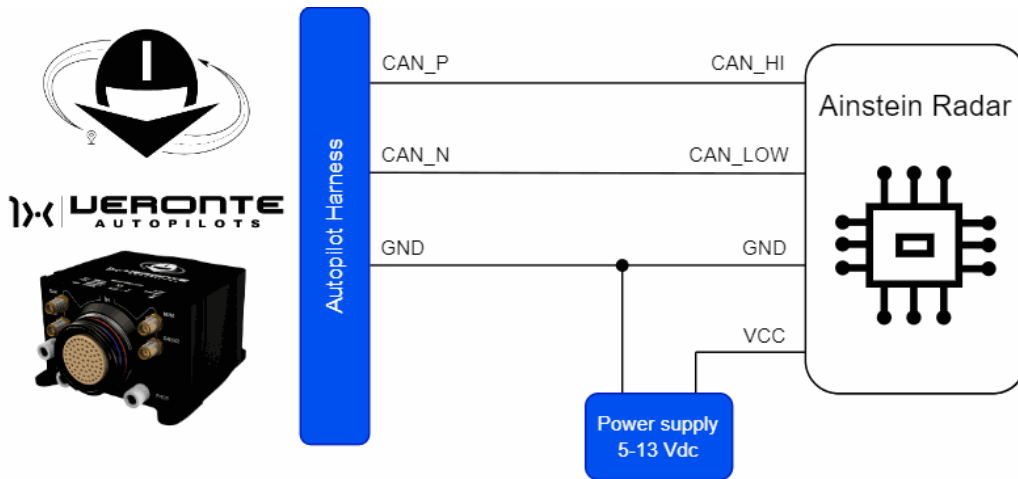 VERONTE
AUTOPILOTS
Autopilot Harness
CAN_P
CAN_HI
CAN_N
CAN_LOW
GND
GND
VCC
Power supply
5-13 Vdc
Ainstein Radar